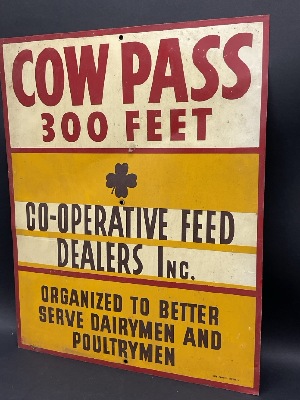 COW PASS
300 FEET
CO-OPERATIVE FEED
DEALERS INC.
ORGANIZED TO BETTER
SERVE DAIRYMEN AND
POULTRYMEN